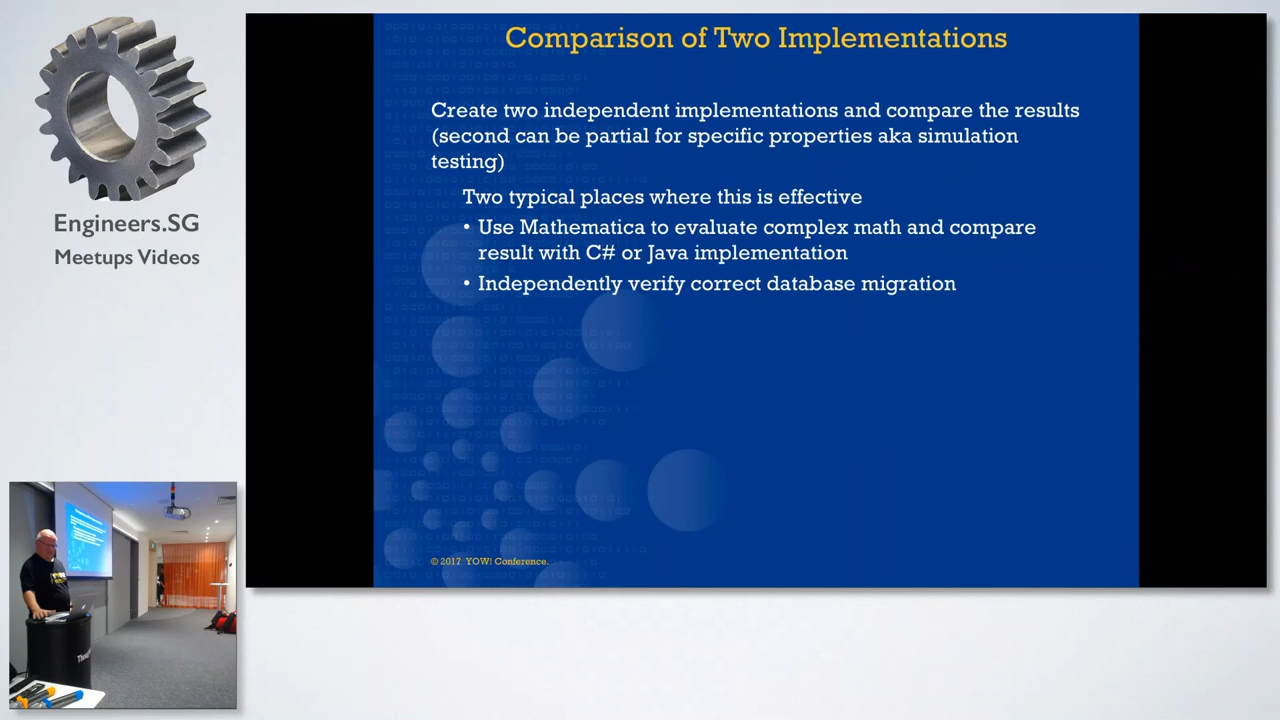 Engineers.SG
Meetups Videos
Comparison of Two Implementations
Create two independent implementations and compare the results
(second can be partial for specific properties aka simulation
testing)
Two typical places where this is effective
• Use Mathematica to evaluate complex math and compare
result with C# or Java implementation
• Independently verify correct database migration
© 2017 YOW! Conference.